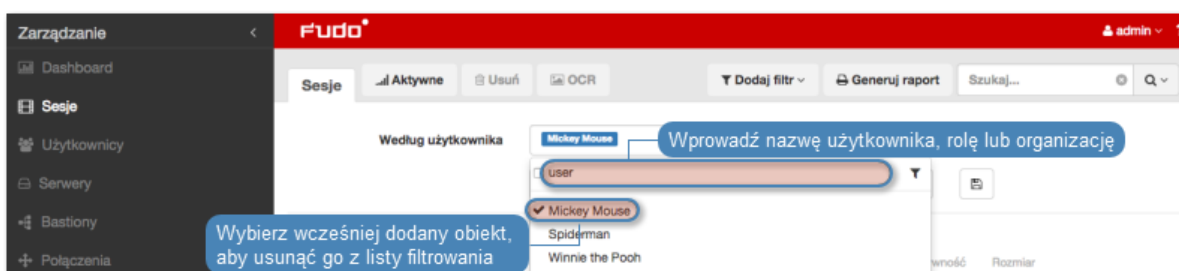 Zarządzanie
FUDO
admin
Dashboard
Sesje
Aktywne
Usuń
OCR
Dodaj filtr
Generuj raport
Szukaj...
Sesje
Użytkownicy
Według użytkownika
Mickey Mouse
Wprowadź nazwę użytkownika, rolę lub organizację
user
Serwery
Mickey Mouse
Bastiony
Wybierz wcześniej dodany obiekt,
aby usunąć go z listy filtrowania
Spiderman
Winnie the Pooh
Połączenia
Rozmiar